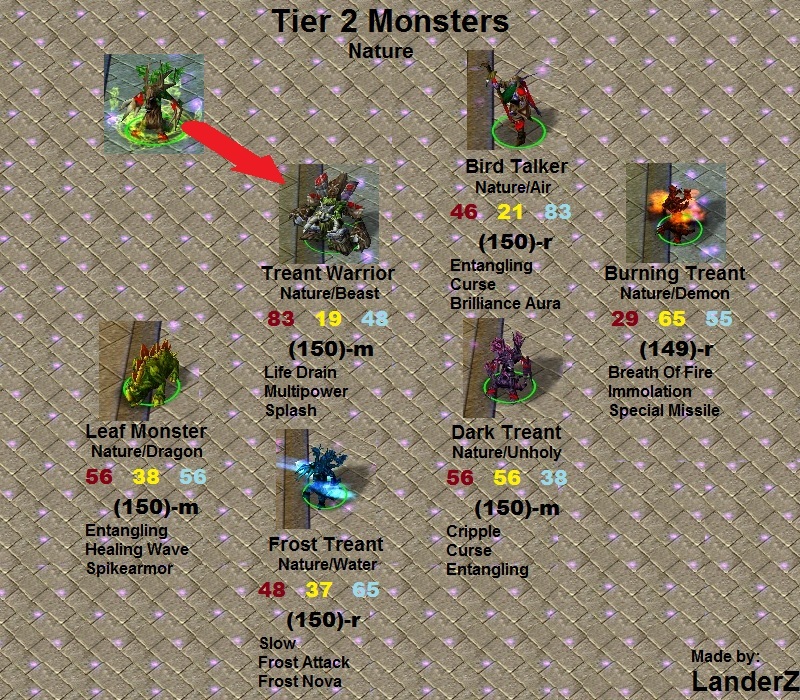 Tier 2 Monsters
Nature
Bird Talker
Nature/Air
46 21 83
(150)-r
Entangling
Curse
Brilliance Aura
Treant Warrior
Nature/Beast
83 19 48
(150)-m
Life Drain
Multipower
Splash
Burning Treant
Nature/Demon
29 65 55
(149)-r
Breath Of Fire
Immolation
Special Missile
Leaf Monster
Nature/Dragon
56 38 56
(150)-m
Entangling
Healing Wave
Spikearmor
Dark Treant
Nature/Unholy
56 56 38
(150)-m
Cripple
Curse
Entangling
Frost Treant
Nature/Water
48 37 65
(150)-r
Slow
Frost Attack
Frost Nova
Made by:
LanderZ